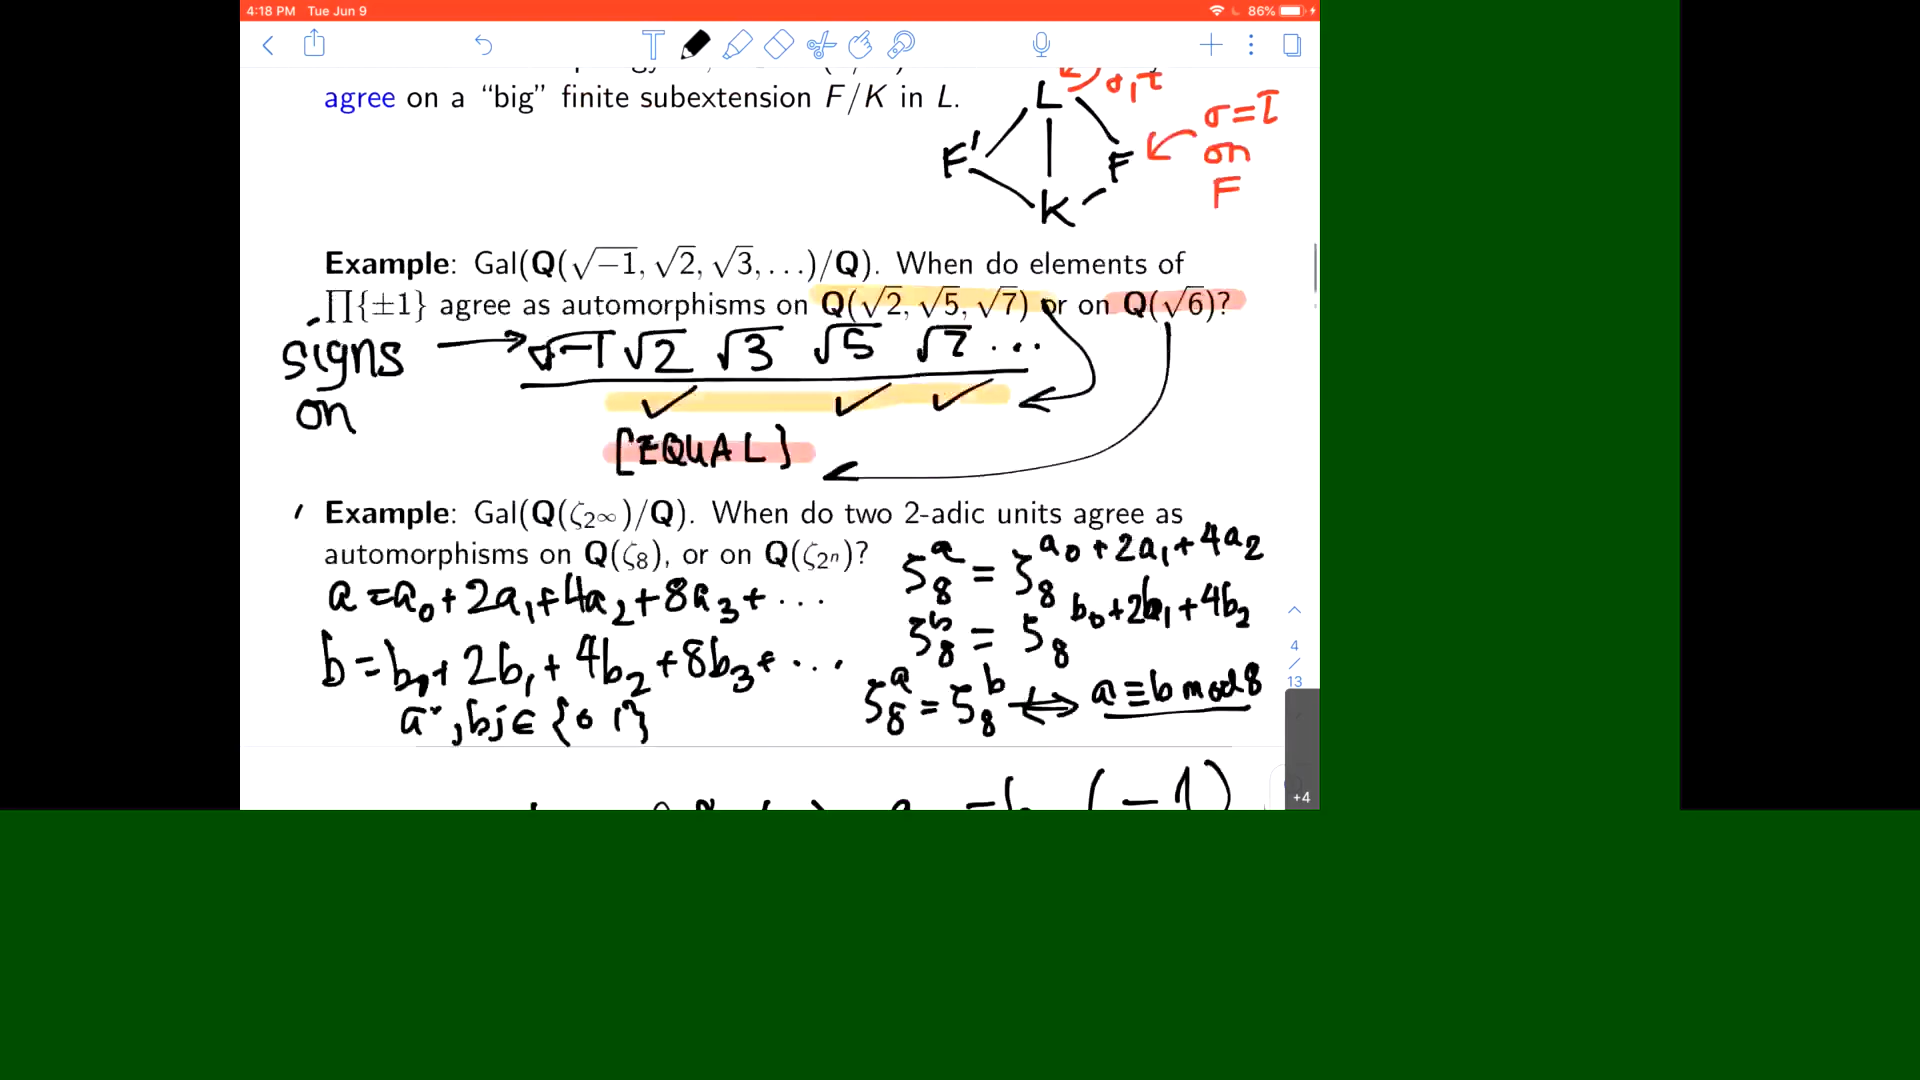 4:18 PM Tue Jun 9
86%
agree on a “big” finite subextension F/K in L.
L
σ, τ
σ = τ
on
F
F'
F
K
Example: Gal(Q(√−1, √2, √3, . . .)/Q). When do elements of
∏{±1} agree as automorphisms on Q(√2, √5, √7) or on Q(√6)?
signs
on
√-1 √2 √3 √5 √7 ...
✓ ✓ ✓
[EQUAL]
Example: Gal(Q(ζ2∞)/Q). When do two 2-adic units agree as
automorphisms on Q(ζ8), or on Q(ζ2ⁿ)?
a = a₀ + 2a₁ + 4a₂ + 8a₃ + ...
b = b₀ + 2b₁ + 4b₂ + 8b₃ + ...
ζ₈^a = ζ₈^(a₀ + 2a₁ + 4a₂)
ζ₈^b = ζ₈^(b₀ + 2b₁ + 4b₂)
ζ₈^a = ζ₈^b ⟺ a ≡ b mod 8
, bj ∈ {0 1}
4
/
13
+4